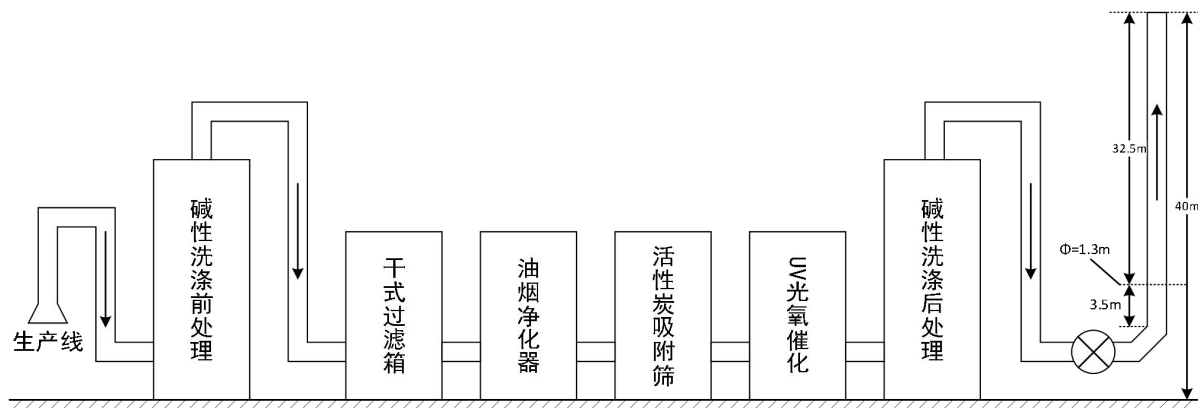 生产线
碱性洗涤前处理
干式过滤箱
油烟净化器
活性炭吸附筛
UV光氧催化
碱性洗涤后处理
32.5m
40m
Φ=1.3m
3.5m